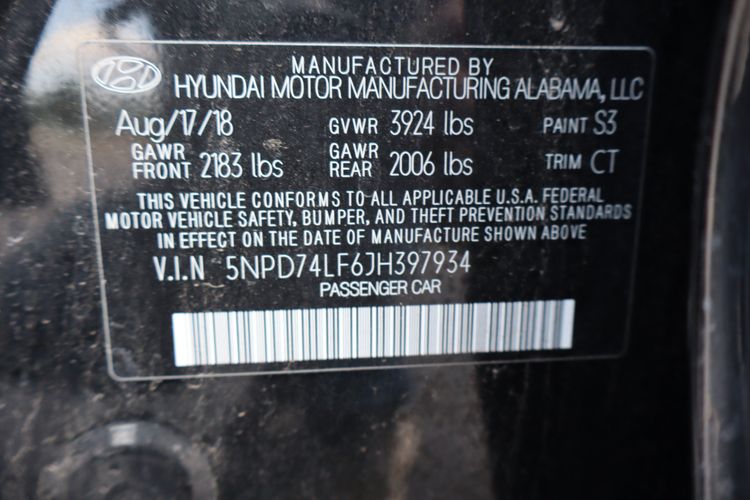 MANUFACTURED BY
HYUNDAI MOTOR MANUFACTURING ALABAMA, LLC
Aug/17/18 GVWR 3924 lbs PAINT S3
GAWR FRONT 2183 lbs GAWR REAR 2006 lbs TRIM CT
THIS VEHICLE CONFORMS TO ALL APPLICABLE U.S.A. FEDERAL
MOTOR VEHICLE SAFETY, BUMPER, AND THEFT PREVENTION STANDARDS
IN EFFECT ON THE DATE OF MANUFACTURE SHOWN ABOVE
V.I.N 5NPD74LF6JH397934
PASSENGER CAR